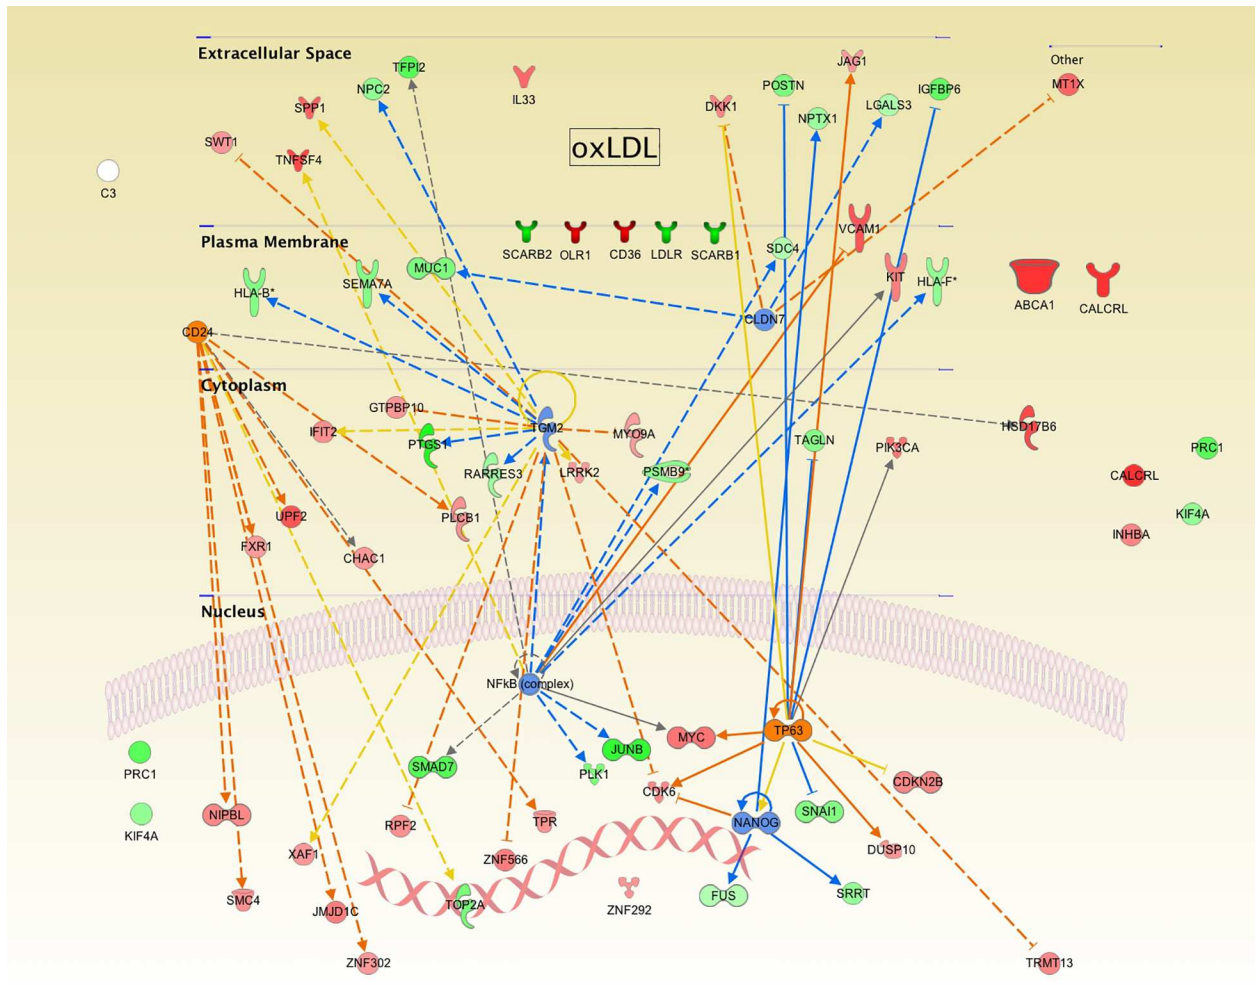 Extracellular Space
Other
TFPI2
JAG1
NPC2
IL33
POSTN
IGFBP6
MT1X
SPP1
DKK1
NPTX1
LGALS3
SWT1
TNFSF4
oxLDL
C3
Plasma Membrane
SCARB2
OLR1
CD36
LDLR
SCARB1
SDC4
VCAM1
MUC1
HLA-B*
SEMA7A
KIT
HLA-F*
ABCA1
CALCRL
CLDN7
CD24
Cytoplasm
GTPBP10
IFIT2
TGM2
MYO9A
HSD17B6
PTGS1
TAGLN
PIK3CA
PRC1
RARRES3
LRRK2
PSMB9*
CALCRL
UPF2
PLCB1
KIF4A
FXR1
CHAC1
INHBA
Nucleus
NFkB (complex)
TP63
MYC
JUNB
SMAD7
PLK1
PRC1
CDK6
CDKN2B
NIPBL
KIF4A
RPF2
TPR
NANOG
SNAI1
XAF1
ZNF566
DUSP10
SMC4
JMJD1C
TOP2A
ZNF292
FUS
SRRT
ZNF302
TRMT13